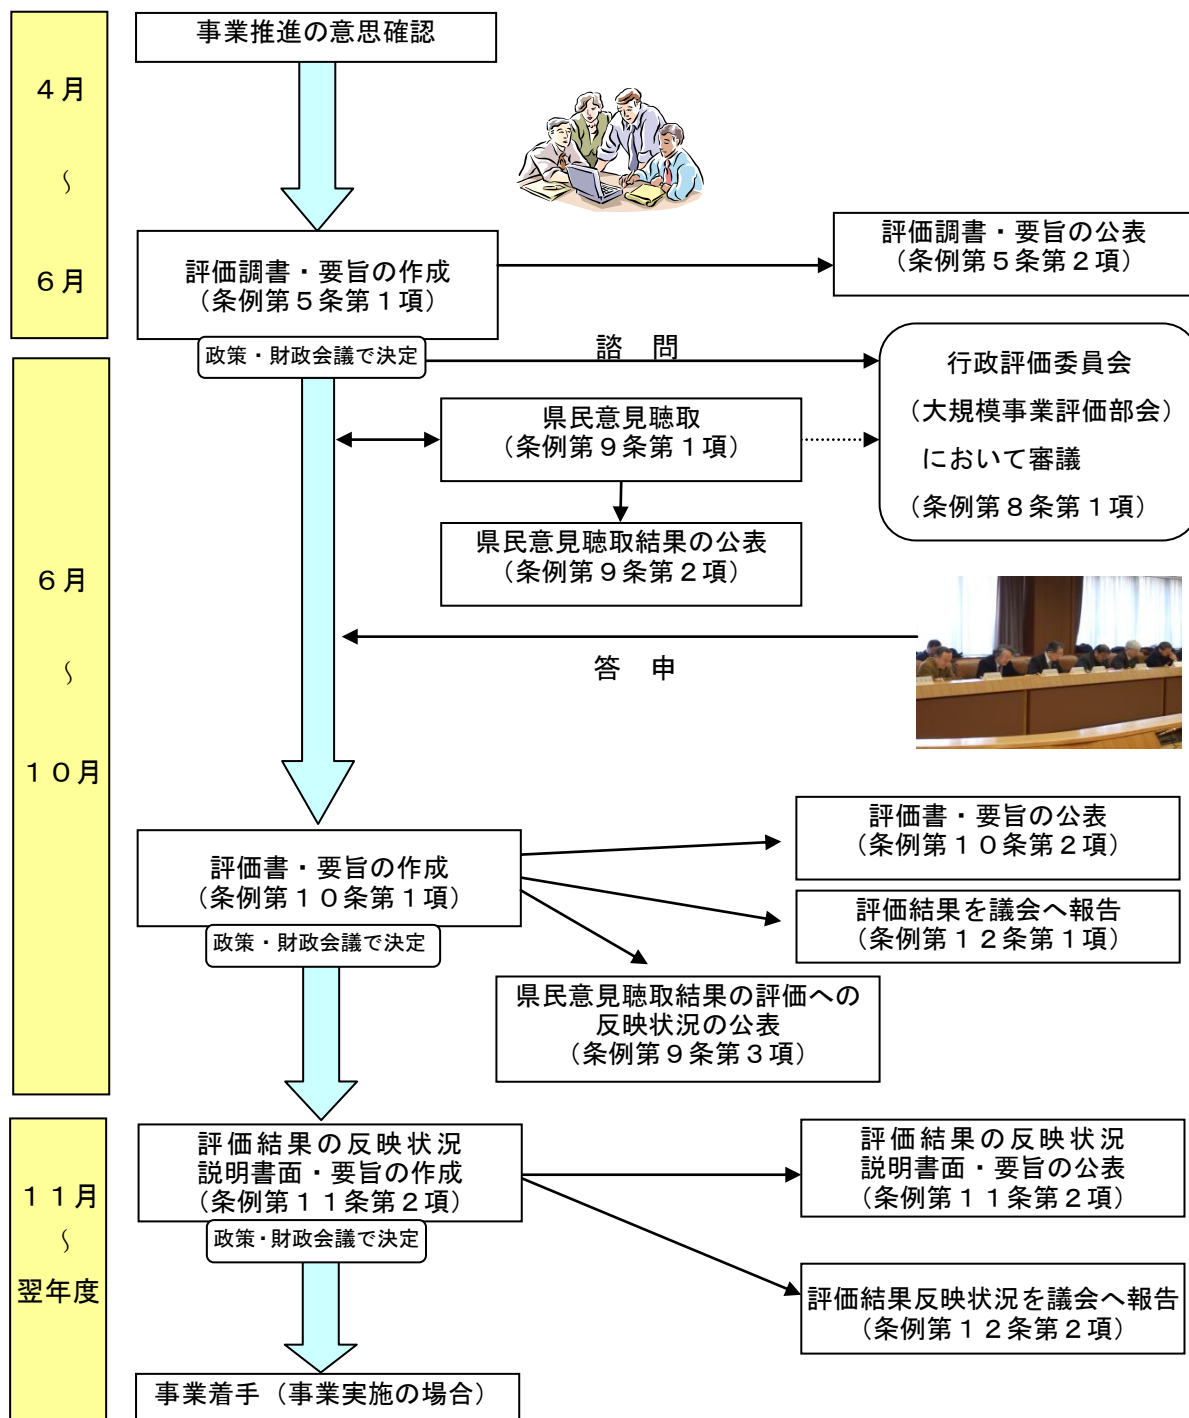 ４月
～
６月
事業推進の意思確認
評価調書・要旨の作成
（条例第５条第１項）
政策・財政会議で決定
評価調書・要旨の公表
（条例第５条第２項）
諮　問
行政評価委員会
（大規模事業評価部会）
において審議
（条例第８条第１項）
県民意見聴取
（条例第９条第１項）
県民意見聴取結果の公表
（条例第９条第２項）
答　申
６月
～
１０月
評価書・要旨の作成
（条例第１０条第１項）
政策・財政会議で決定
評価書・要旨の公表
（条例第１０条第２項）
評価結果を議会へ報告
（条例第１２条第１項）
県民意見聴取結果の評価への
反映状況の公表
（条例第９条第３項）
１１月
～
翌年度
評価結果の反映状況
説明書面・要旨の作成
（条例第１１条第２項）
政策・財政会議で決定
評価結果の反映状況
説明書面・要旨の公表
（条例第１１条第２項）
評価結果反映状況を議会へ報告
（条例第１２条第２項）
事業着手（事業実施の場合）